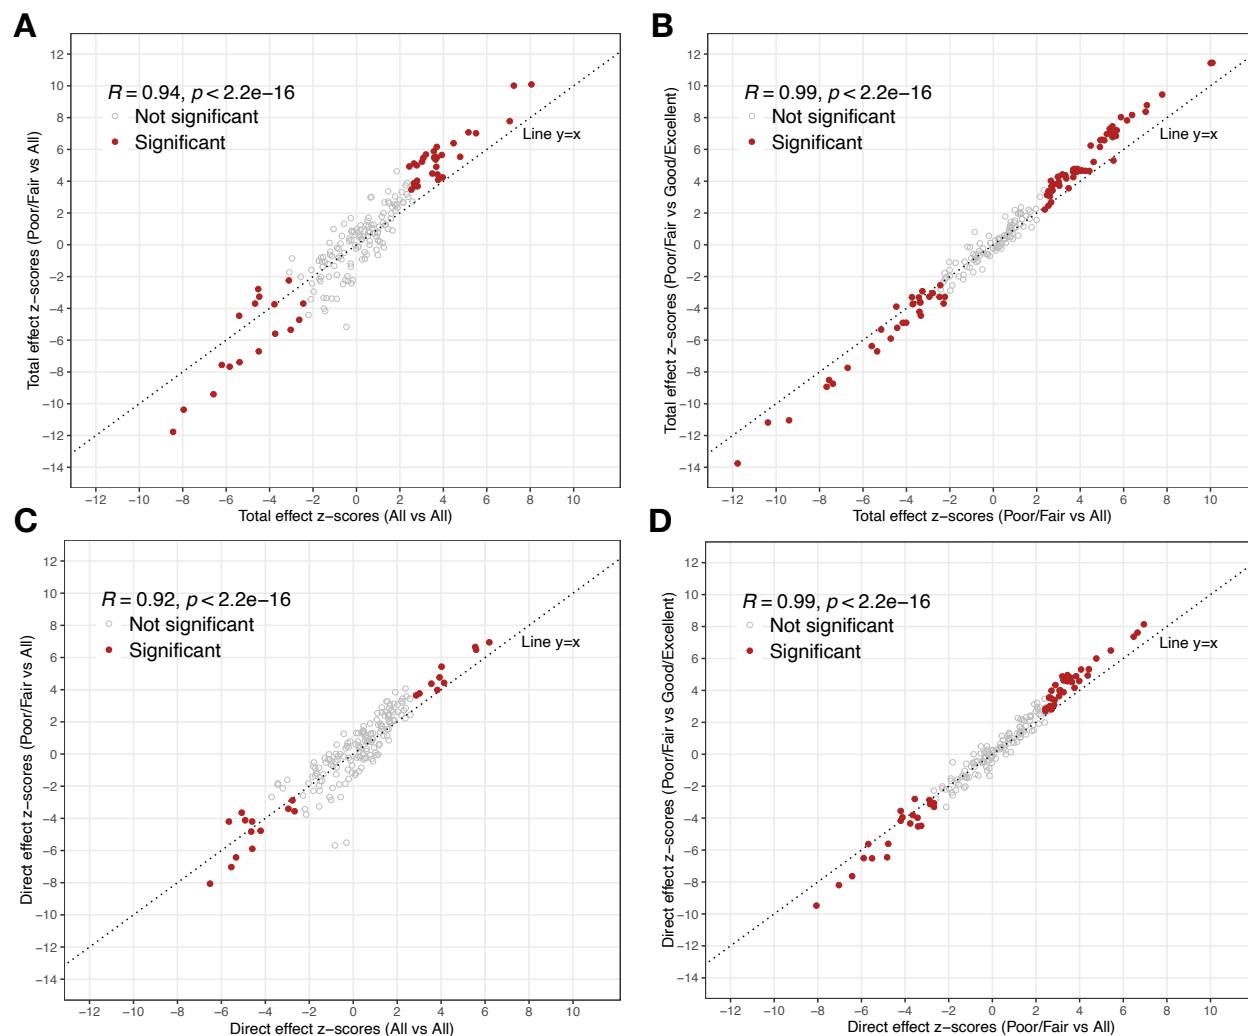 A
Total effect z−scores (Poor/Fair vs All)
12
10
8
6
4
2
0
−2
−4
−6
−8
−10
−12
−14
R = 0.94, p < 2.2e−16
Not significant
Significant
Line y=x
−12 −10 −8 −6 −4 −2 0 2 4 6 8 10
Total effect z−scores (All vs All)
B
Total effect z−scores (Poor/Fair vs Good/Excellent)
12
10
8
6
4
2
0
−2
−4
−6
−8
−10
−12
−14
R = 0.99, p < 2.2e−16
Not significant
Significant
Line y=x
−12 −10 −8 −6 −4 −2 0 2 4 6 8 10
Total effect z−scores (Poor/Fair vs All)
C
Direct effect z−scores (Poor/Fair vs All)
12
10
8
6
4
2
0
−2
−4
−6
−8
−10
−12
−14
R = 0.92, p < 2.2e−16
Not significant
Significant
Line y=x
−12 −10 −8 −6 −4 −2 0 2 4 6 8 10
Direct effect z−scores (All vs All)
D
Direct effect z−scores (Poor/Fair vs Good/Excellent)
12
10
8
6
4
2
0
−2
−4
−6
−8
−10
−12
−14
R = 0.99, p < 2.2e−16
Not significant
Significant
Line y=x
−12 −10 −8 −6 −4 −2 0 2 4 6 8 10
Direct effect z−scores (Poor/Fair vs All)